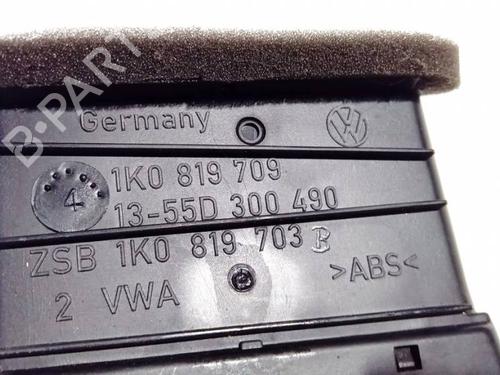 B-PARTS
Germany
1K0 819 709
4
13-55D 300 490
ZSB 1K0 819 703 B
2 VWA
>ABS<